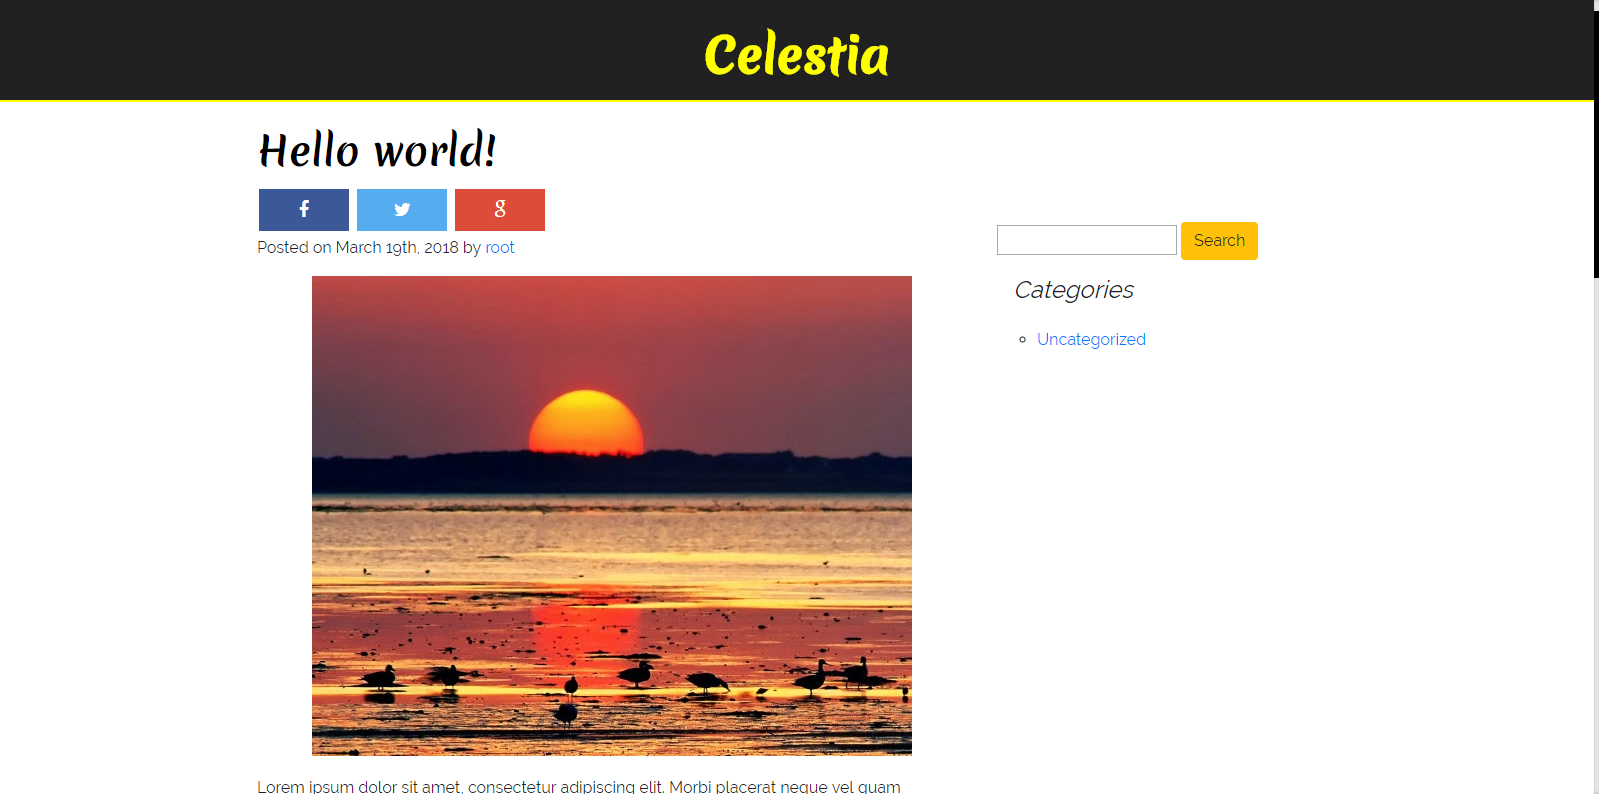 Celestia
Hello world!
f
g
Posted on March 19th, 2018 by root
Search
Categories
Uncategorized
Lorem ipsum dolor sit amet, consectetur adipiscing elit. Morbi placerat neque vel quam